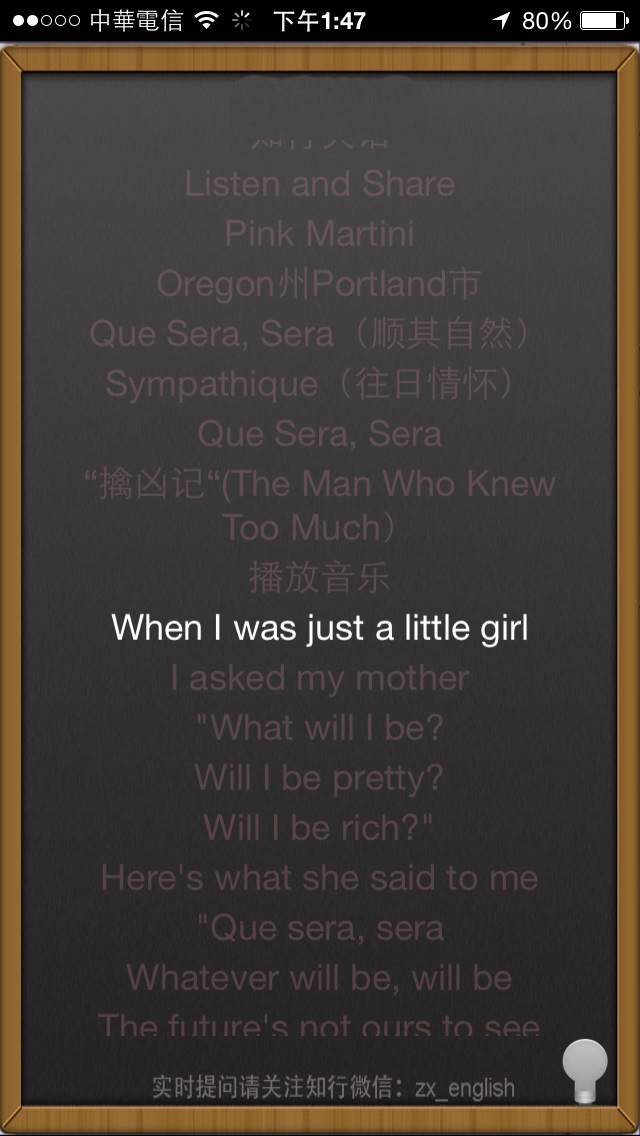 中華電信 下午1:47 80%
Listen and Share
Pink Martini
Oregon州Portland市
Que Sera, Sera（顺其自然）
Sympathique（往日情怀）
Que Sera, Sera
“擒凶记“(The Man Who Knew
Too Much）
播放音乐
When I was just a little girl
I asked my mother
"What will I be?
Will I be pretty?
Will I be rich?"
Here's what she said to me
"Que sera, sera
Whatever will be, will be
The future's not ours to see
实时提问请关注知行微信：zx_english